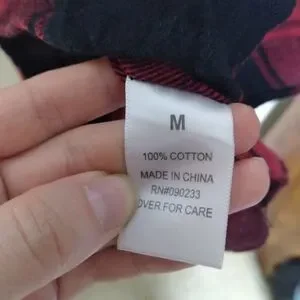 M
100% COTTON
MADE IN CHINA
RN#090233
OVER FOR CARE